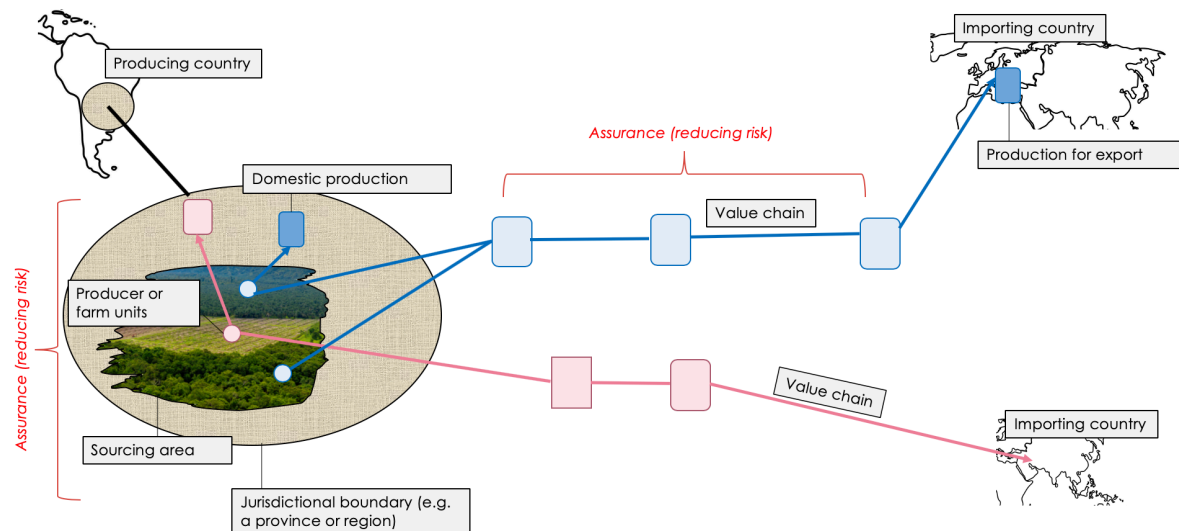 Importing country
Producing country
Assurance (reducing risk)
Production for export
Domestic production
Value chain
Assurance (reducing risk)
Producer or
farm units
Value chain
Importing country
Sourcing area
Jurisdictional boundary (e.g.
a province or region)